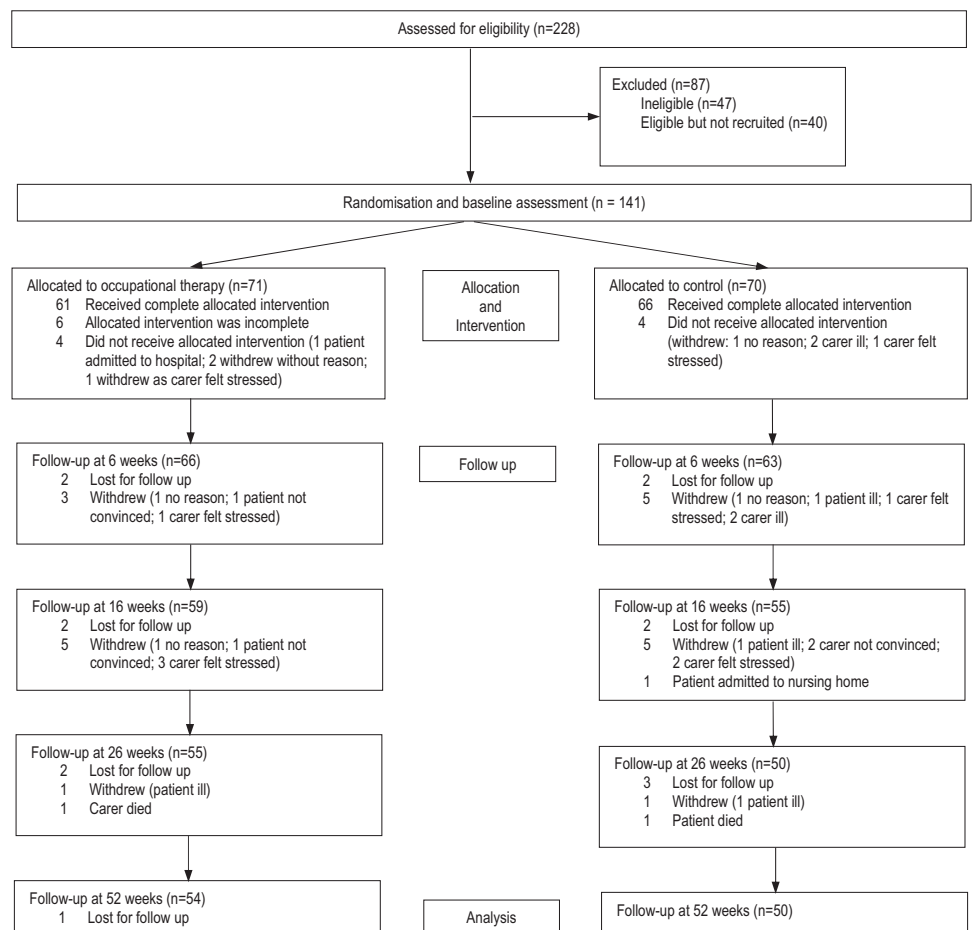 Assessed for eligibility (n=228)
Excluded (n=87)
Ineligible (n=47)
Eligible but not recruited (n=40)
Randomisation and baseline assessment (n = 141)
Allocated to occupational therapy (n=71)
61 Received complete allocated intervention
6 Allocated intervention was incomplete
4 Did not receive allocated intervention (1 patient
admitted to hospital; 2 withdrew without reason;
1 withdrew as carer felt stressed)
Allocation
and
Intervention
Allocated to control (n=70)
66 Received complete allocated intervention
4 Did not receive allocated intervention
(withdrew: 1 no reason; 2 carer ill; 1 carer felt
stressed)
Follow-up at 6 weeks (n=66)
2 Lost for follow up
3 Withdrew (1 no reason; 1 patient not
convinced; 1 carer felt stressed)
Follow up
Follow-up at 6 weeks (n=63)
2 Lost for follow up
5 Withdrew (1 no reason; 1 patient ill; 1 carer felt
stressed; 2 carer ill)
Follow-up at 16 weeks (n=59)
2 Lost for follow up
5 Withdrew (1 no reason; 1 patient not
convinced; 3 carer felt stressed)
Follow-up at 16 weeks (n=55)
2 Lost for follow up
5 Withdrew (1 patient ill; 2 carer not convinced;
2 carer felt stressed)
1 Patient admitted to nursing home
Follow-up at 26 weeks (n=55)
2 Lost for follow up
1 Withdrew (patient ill)
1 Carer died
Follow-up at 26 weeks (n=50)
3 Lost for follow up
1 Withdrew (1 patient ill)
1 Patient died
Follow-up at 52 weeks (n=54)
1 Lost for follow up
Analysis
Follow-up at 52 weeks (n=50)